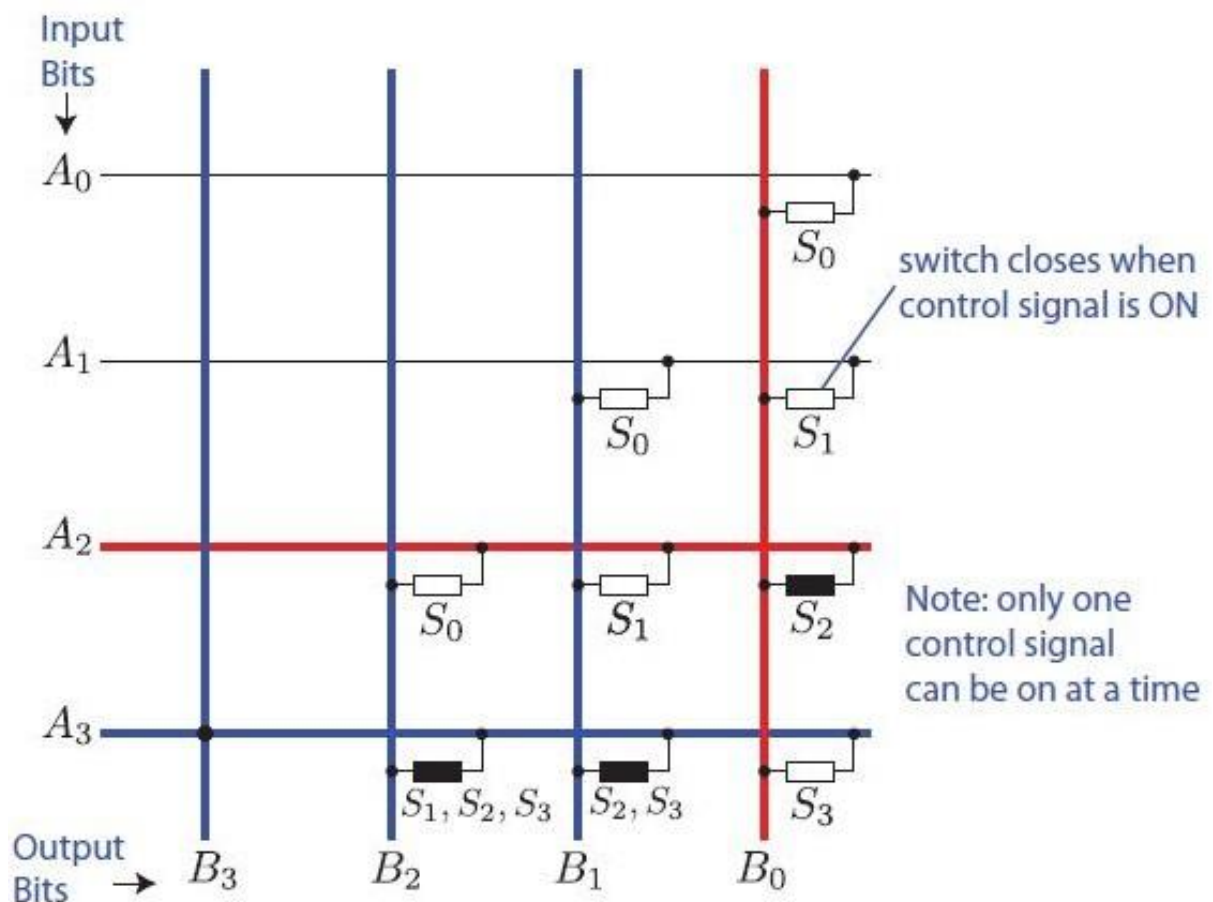 Input
Bits
A₀
S₀
switch closes when
control signal is ON
A₁
S₀
S₁
A₂
S₀
S₁
S₂
Note: only one
control signal
can be on at a time
A₃
S₁, S₂, S₃
S₂, S₃
S₃
Output
Bits
B₃
B₂
B₁
B₀